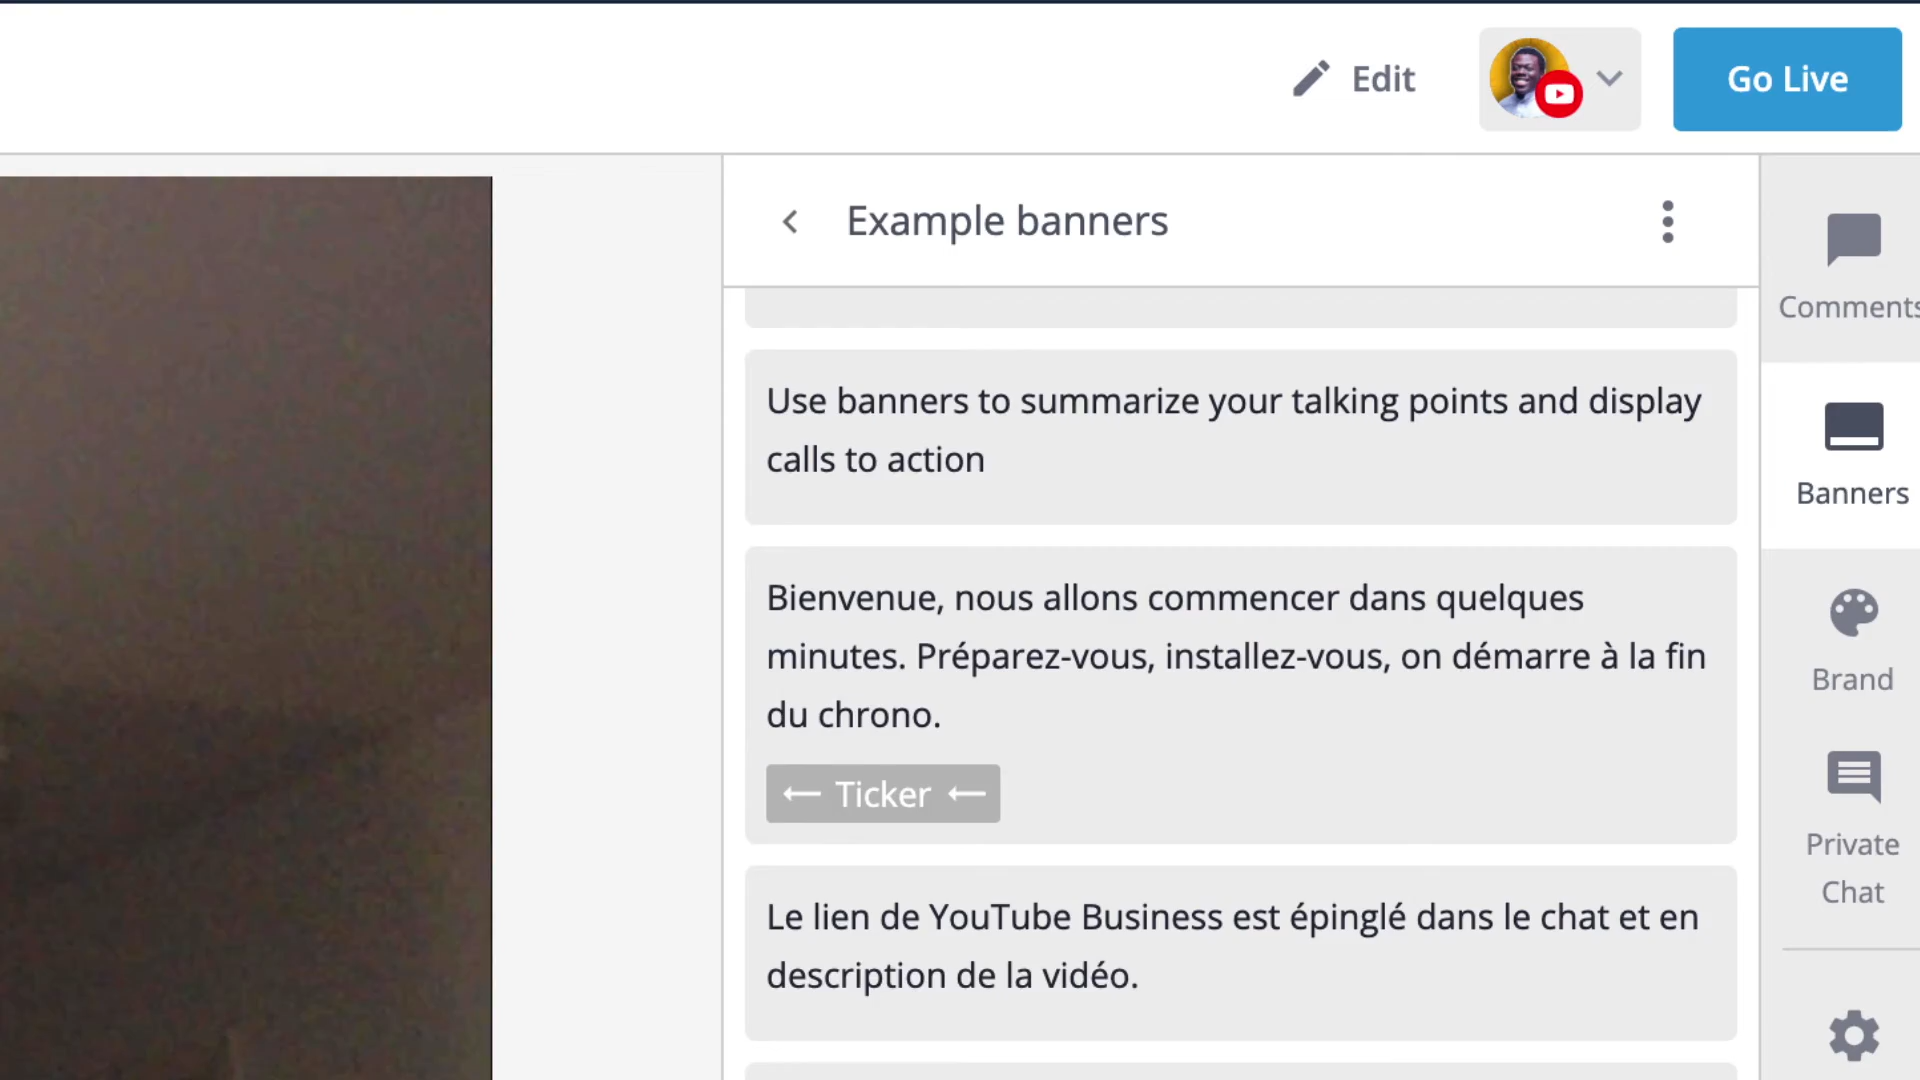 Edit
Go Live
Example banners
Comments
Use banners to summarize your talking points and display
calls to action
Banners
Bienvenue, nous allons commencer dans quelques
minutes. Préparez-vous, installez-vous, on démarre à la fin
du chrono.
← Ticker ←
Brand
Private
Chat
Le lien de YouTube Business est épinglé dans le chat et en
description de la vidéo.